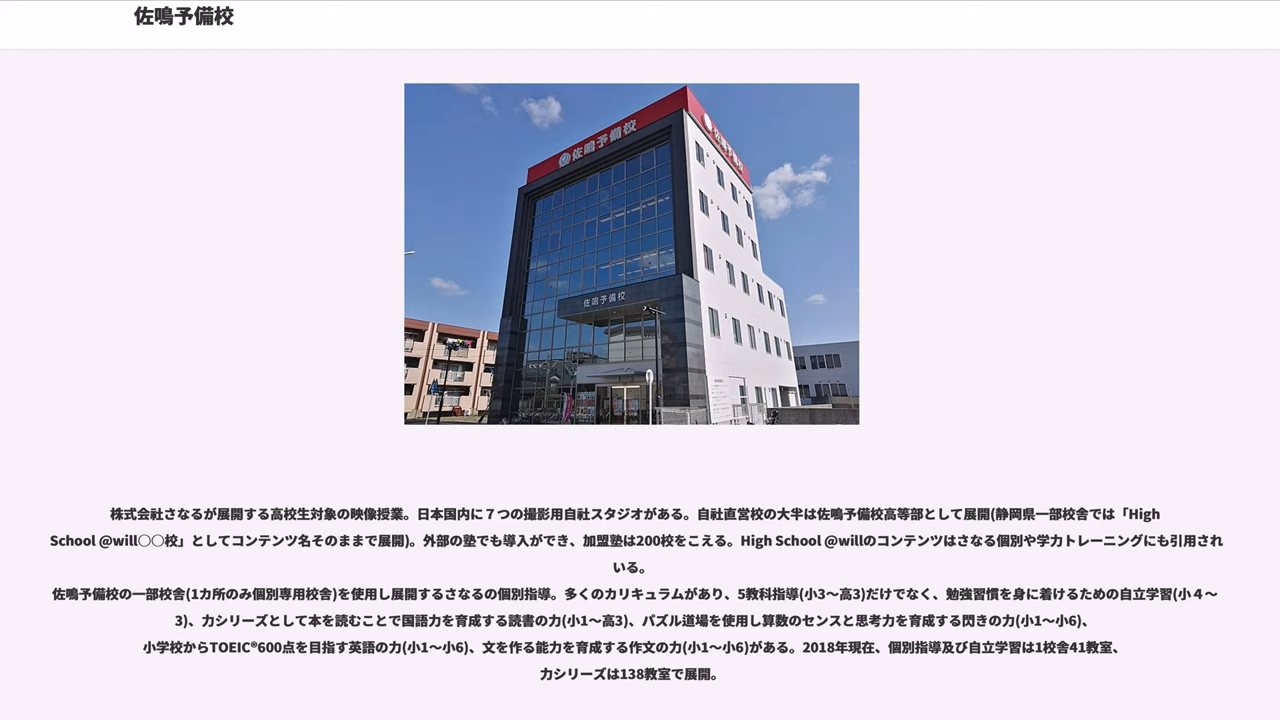 佐鳴予備校
佐鳴予備校
佐鳴予備校
佐鳴予備校
株式会社さなるが展開する高校生対象の映像授業。日本国内に７つの撮影用自社スタジオがある。自社直営校の大半は佐鳴予備校高等部として展開(静岡県一部校舎では「High
School @will○○校」としてコンテンツ名そのままで展開)。外部の塾でも導入ができ、加盟塾は200校をこえる。High School @willのコンテンツはさなる個別や学力トレーニングにも引用され
いる。
佐鳴予備校の一部校舎(1カ所のみ個別専用校舎)を使用し展開するさなるの個別指導。多くのカリキュラムがあり、5教科指導(小3〜高3)だけでなく、勉強習慣を身に着けるための自立学習(小４〜
3)、力シリーズとして本を読むことで国語力を育成する読書の力(小1〜高3)、パズル道場を使用し算数のセンスと思考力を育成する閃きの力(小1〜小6)、
小学校からTOEIC®600点を目指す英語の力(小1〜小6)、文を作る能力を育成する作文の力(小1〜小6)がある。2018年現在、個別指導及び自立学習は1校舎41教室、
力シリーズは138教室で展開。